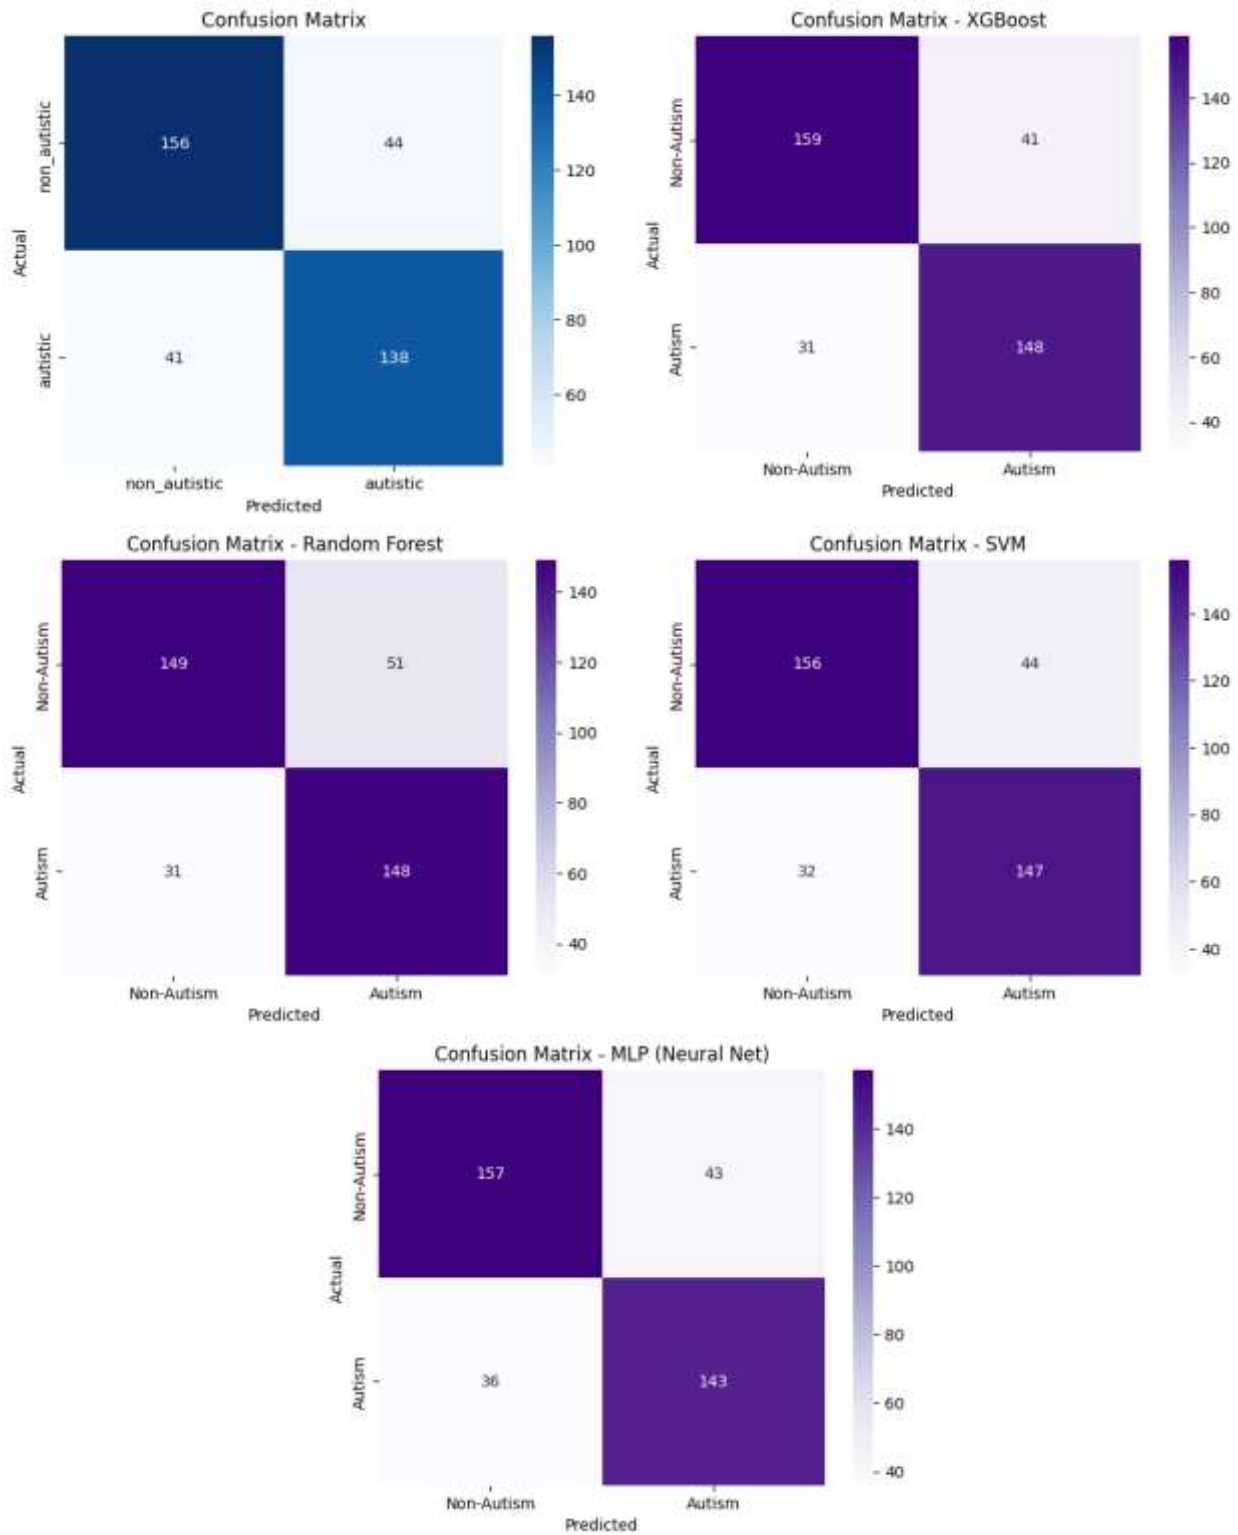 Confusion Matrix
non_autistic
autistic
Actual
156
44
41
138
140
120
100
80
60
non_autistic
autistic
Predicted
Confusion Matrix - XGBoost
Non-Autism
Autism
Actual
159
41
31
148
140
120
100
80
60
40
Non-Autism
Autism
Predicted
Confusion Matrix - Random Forest
Non-Autism
Autism
Actual
149
51
31
148
140
120
100
80
60
40
Non-Autism
Autism
Predicted
Confusion Matrix - SVM
Non-Autism
Autism
Actual
156
44
32
147
140
120
100
80
60
40
Non-Autism
Autism
Predicted
Confusion Matrix - MLP (Neural Net)
Non-Autism
Autism
Actual
157
43
36
143
140
120
100
80
60
40
Non-Autism
Autism
Predicted